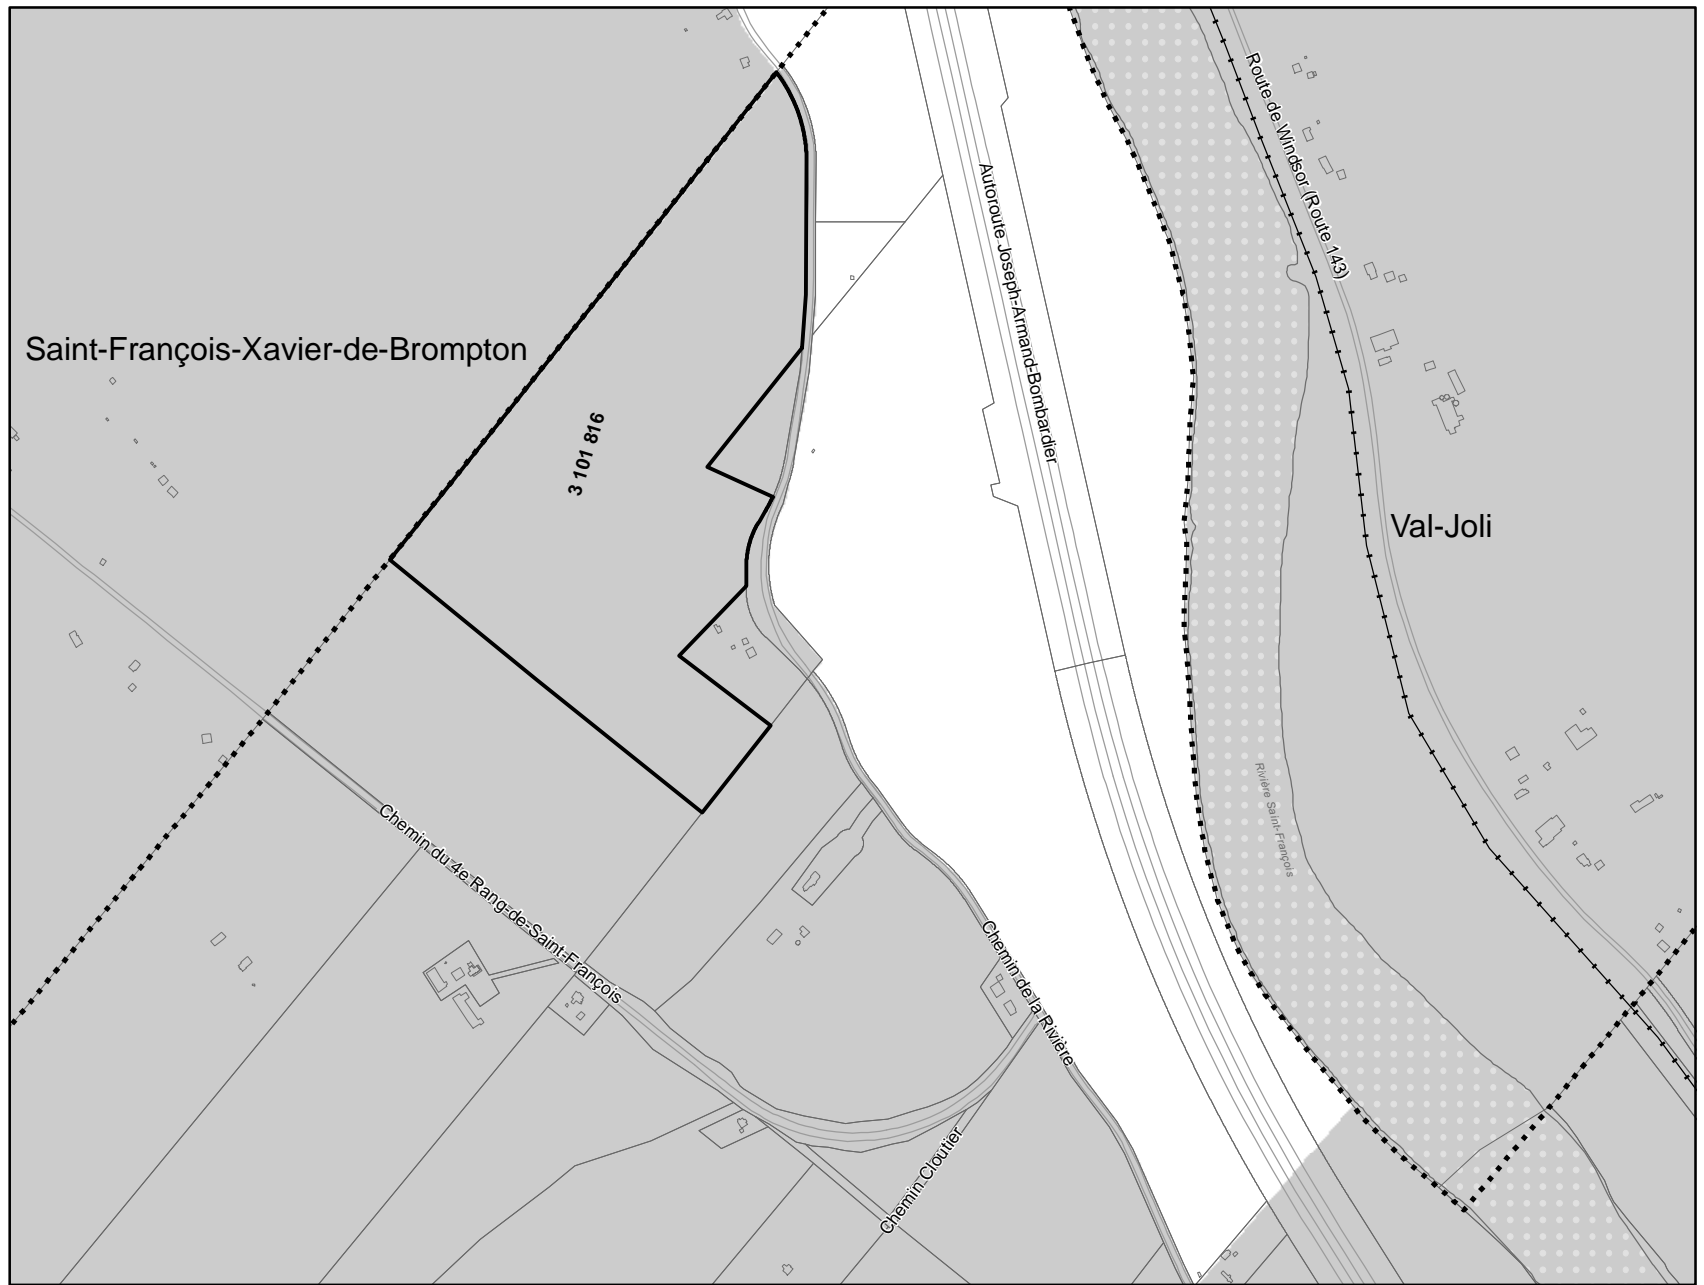 Route de Windsor (Route 143)
Autoroute Joseph-Armand-Bombardier
Saint-François-Xavier-de-Brompton
3 101 816
Val-Joli
Rivière Saint-François
Chemin du 4e Rang-de-Saint-François
Chemin de la Rivière
Chemin Cloutier